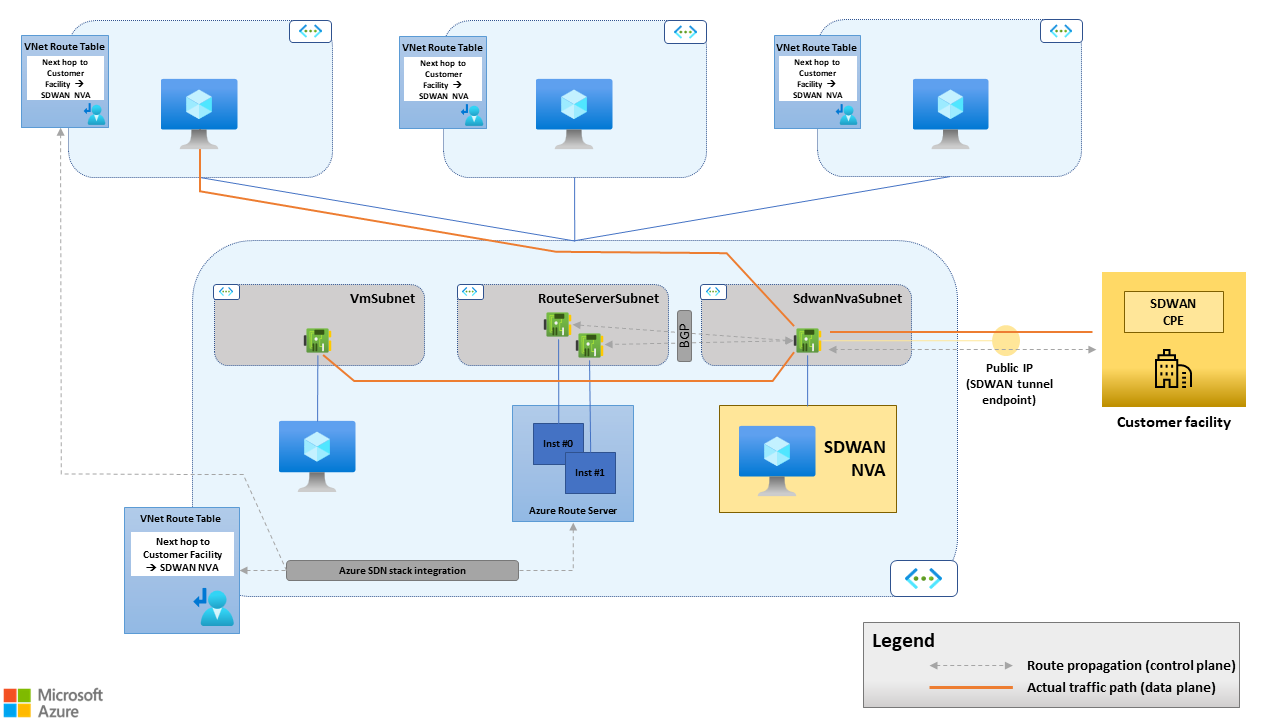 VNet Route Table
Next hop to
Customer
Facility →
SDWAN NVA
VNet Route Table
Next hop to
Customer
Facility →
SDWAN NVA
VNet Route Table
Next hop to
Customer
Facility →
SDWAN NVA
VmSubnet
RouteServerSubnet
SdwanNvaSubnet
BGP
SDWAN
CPE
Public IP
(SDWAN tunnel
endpoint)
Customer facility
Inst #0
Inst #1
Azure Route Server
SDWAN
NVA
VNet Route Table
Next hop to
Customer Facility
→ SDWAN NVA
Azure SDN stack integration
Legend
Route propagation (control plane)
Actual traffic path (data plane)
Microsoft
Azure